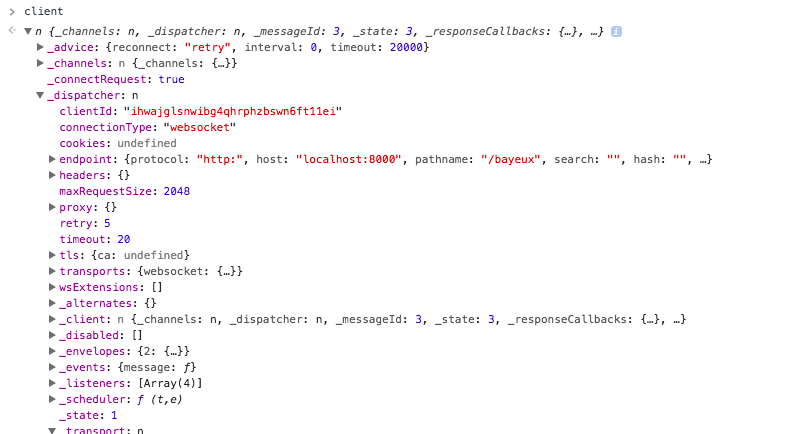 client
n {_channels: n, _dispatcher: n, _messageId: 3, _state: 3, _responseCallbacks: {…}, …} i
_advice: {reconnect: "retry", interval: 0, timeout: 20000}
_channels: n {_channels: {…}}
_connectRequest: true
_dispatcher: n
clientId: "ihwajglsnwibg4qhrphzbswn6ft11ei"
connectionType: "websocket"
cookies: undefined
endpoint: {protocol: "http:", host: "localhost:8000", pathname: "/bayeux", search: "", hash: "", …}
headers: {}
maxRequestSize: 2048
proxy: {}
retry: 5
timeout: 20
tls: {ca: undefined}
transports: {websocket: {…}}
wsExtensions: []
_alternates: {}
_client: n {_channels: n, _dispatcher: n, _messageId: 3, _state: 3, _responseCallbacks: {…}, …}
_disabled: []
_envelopes: {2: {…}}
_events: {message: ƒ}
_listeners: [Array(4)]
_scheduler: ƒ (t,e)
_state: 1
_transport: n